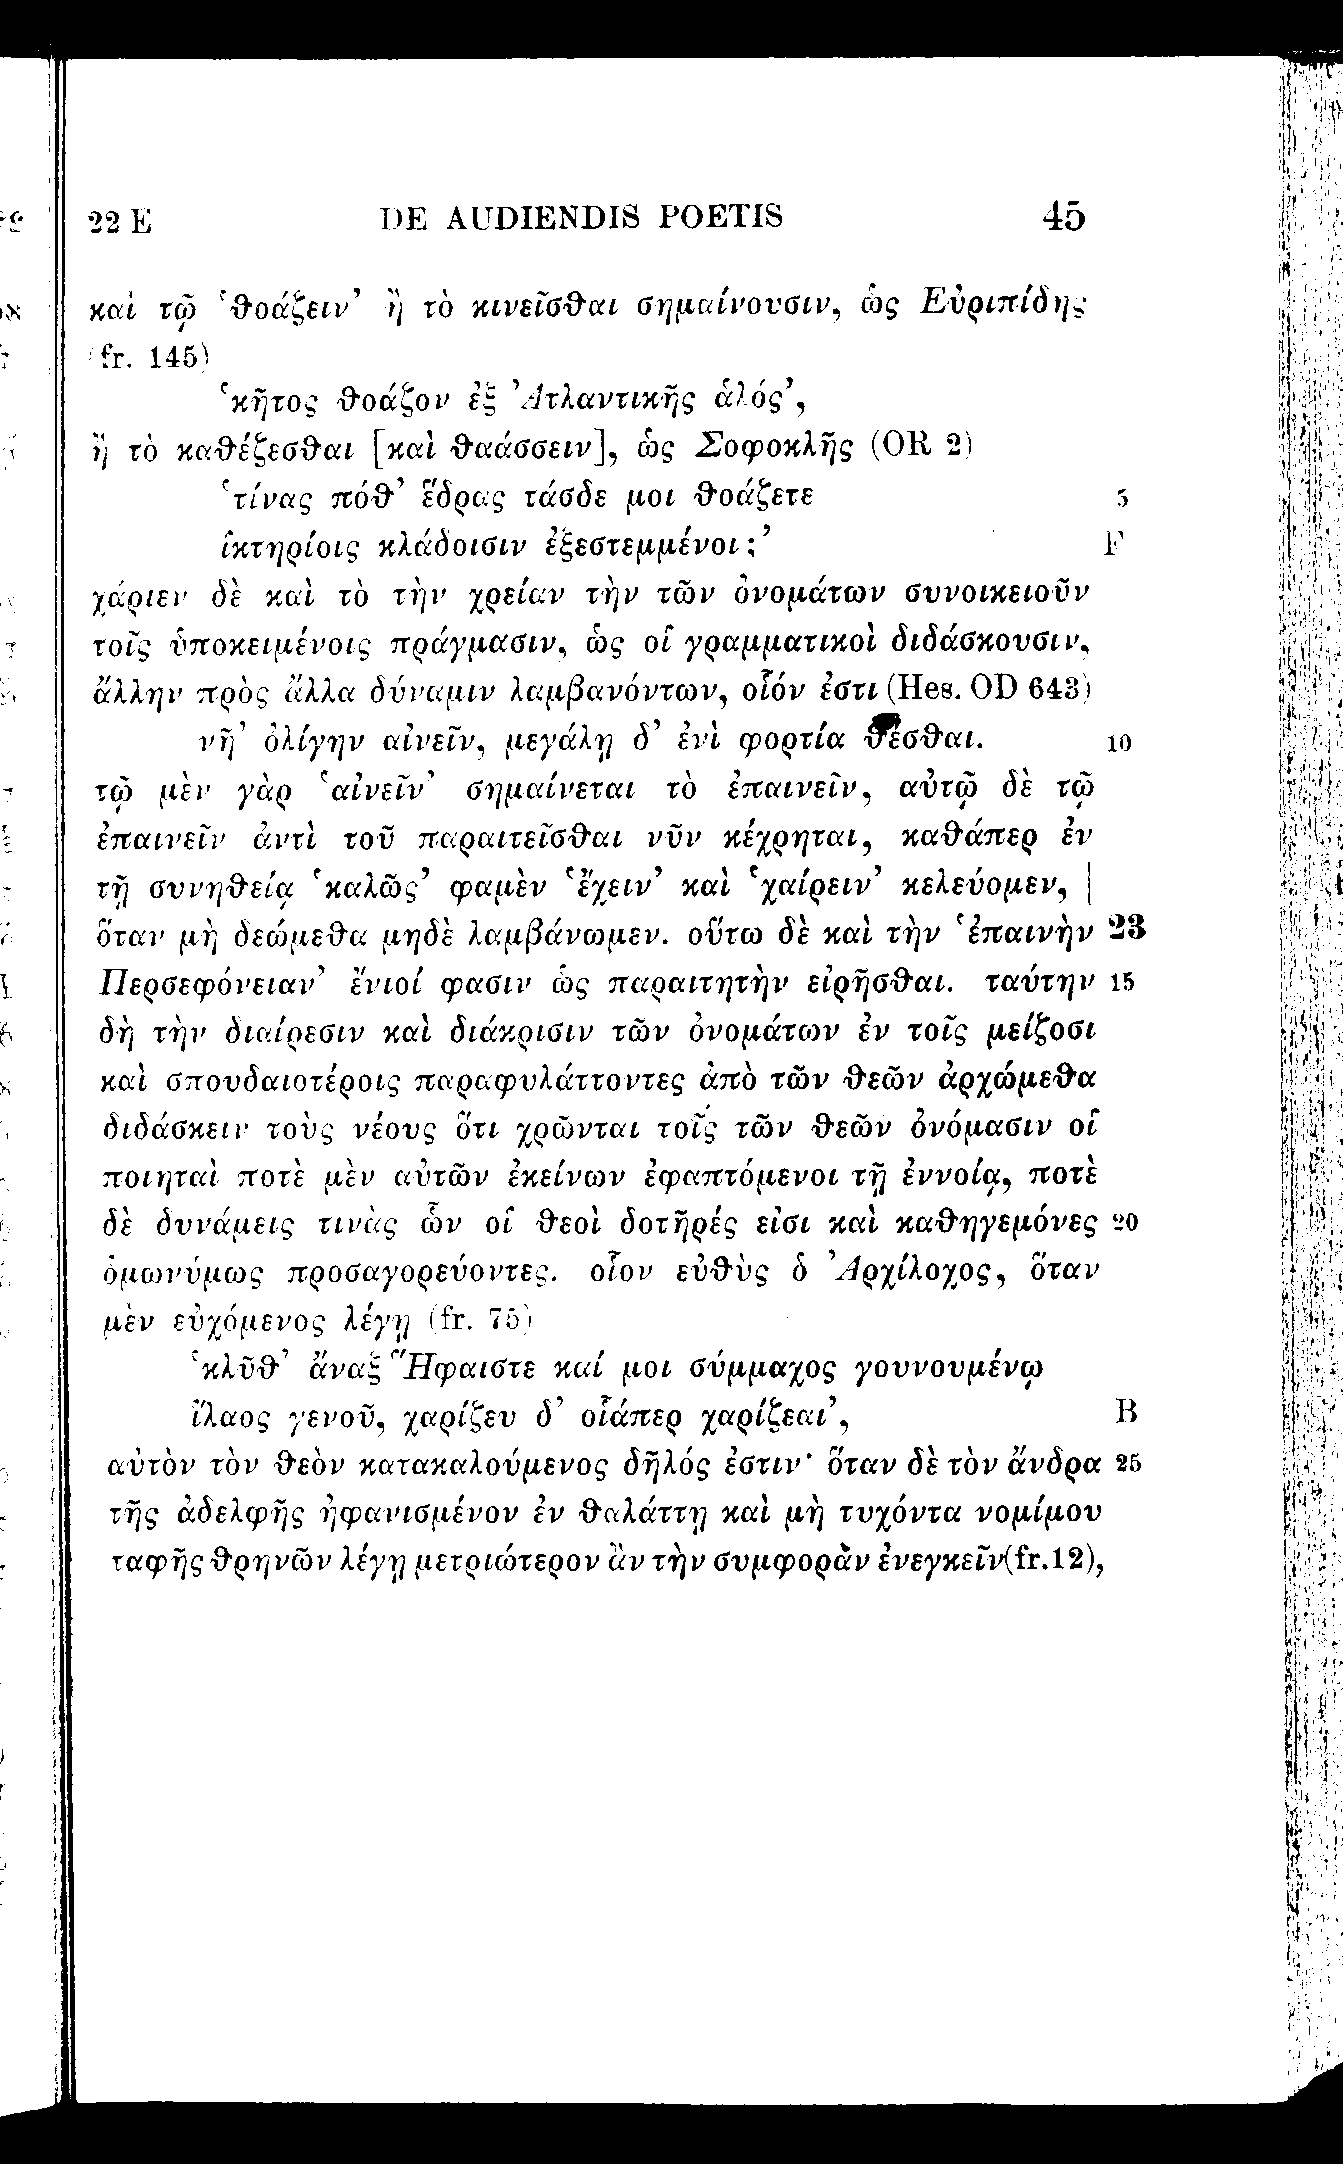 22 E DE AUDIENDIS POETIS 45
καὶ τῷ ‘θοάζειν’ ἢ τὸ κινεῖσθαι σημαίνουσιν, ὡς Εὐριπίδης
(fr. 145)
‘κῆτος θοάζον ἐξ Ἀτλαντικῆς ἁλός’,
ἢ τὸ καθέζεσθαι [καὶ θαάσσειν], ὡς Σοφοκλῆς (OR 2)
‘τίνας πόθ’ ἕδρας τάσδε μοι θοάζετε 5
ἱκτηρίοις κλάδοισιν ἐξεστεμμένοι;’ F
χάριεν δὲ καὶ τὸ τὴν χρείαν τὴν τῶν ὀνομάτων συνοικειοῦν
τοῖς ὑποκειμένοις πράγμασιν, ὡς οἱ γραμματικοὶ διδάσκουσιν,
ἄλλην πρὸς ἄλλα δύναμιν λαμβανόντων, οἷόν ἐστι (Hes. OD 643)
νῆ’ ὀλίγην αἰνεῖν, μεγάλῃ δ’ ἐνὶ φορτία θέσθαι. 10
τῷ μὲν γὰρ ‘αἰνεῖν’ σημαίνεται τὸ ἐπαινεῖν, αὐτῷ δὲ τῷ
ἐπαινεῖν ἀντὶ τοῦ παραιτεῖσθαι νῦν κέχρηται, καθάπερ ἐν
τῇ συνηθείᾳ ‘καλῶς’ φαμὲν ‘ἔχειν’ καὶ ‘χαίρειν’ κελεύομεν, |
ὅταν μὴ δεώμεθα μηδὲ λαμβάνωμεν. οὕτω δὲ καὶ τὴν ‘ἐπαινὴν 23
Περσεφόνειαν’ ἔνιοί φασιν ὡς παραιτητὴν εἰρῆσθαι. ταύτην 15
δὴ τὴν διαίρεσιν καὶ διάκρισιν τῶν ὀνομάτων ἐν τοῖς μείζοσι
καὶ σπουδαιοτέροις παραφυλάττοντες ἀπὸ τῶν θεῶν ἀρχώμεθα
διδάσκειν τοὺς νέους ὅτι χρῶνται τοῖς τῶν θεῶν ὀνόμασιν οἱ
ποιηταὶ ποτὲ μὲν αὐτῶν ἐκείνων ἐφαπτόμενοι τῇ ἐννοίᾳ, ποτὲ
δὲ δυνάμεις τινὰς ὧν οἱ θεοὶ δοτῆρές εἰσι καὶ καθηγεμόνες 20
ὁμωνύμως προσαγορεύοντες. οἷον εὐθὺς ὁ Ἀρχίλοχος, ὅταν
μὲν εὐχόμενος λέγῃ (fr. 75)
‘κλῦθ’ ἄναξ Ἥφαιστε καί μοι σύμμαχος γουνουμένῳ
ἵλαος γενοῦ, χαρίζευ δ’ οἷάπερ χαρίζεαι’, B
αὐτὸν τὸν θεὸν κατακαλούμενος δῆλός ἐστιν· ὅταν δὲ τὸν ἄνδρα 25
τῆς ἀδελφῆς ἠφανισμένον ἐν θαλάττῃ καὶ μὴ τυχόντα νομίμου
ταφῆς θρηνῶν λέγῃ μετριώτερον ἂν τὴν συμφορὰν ἐνεγκεῖν (fr.12),